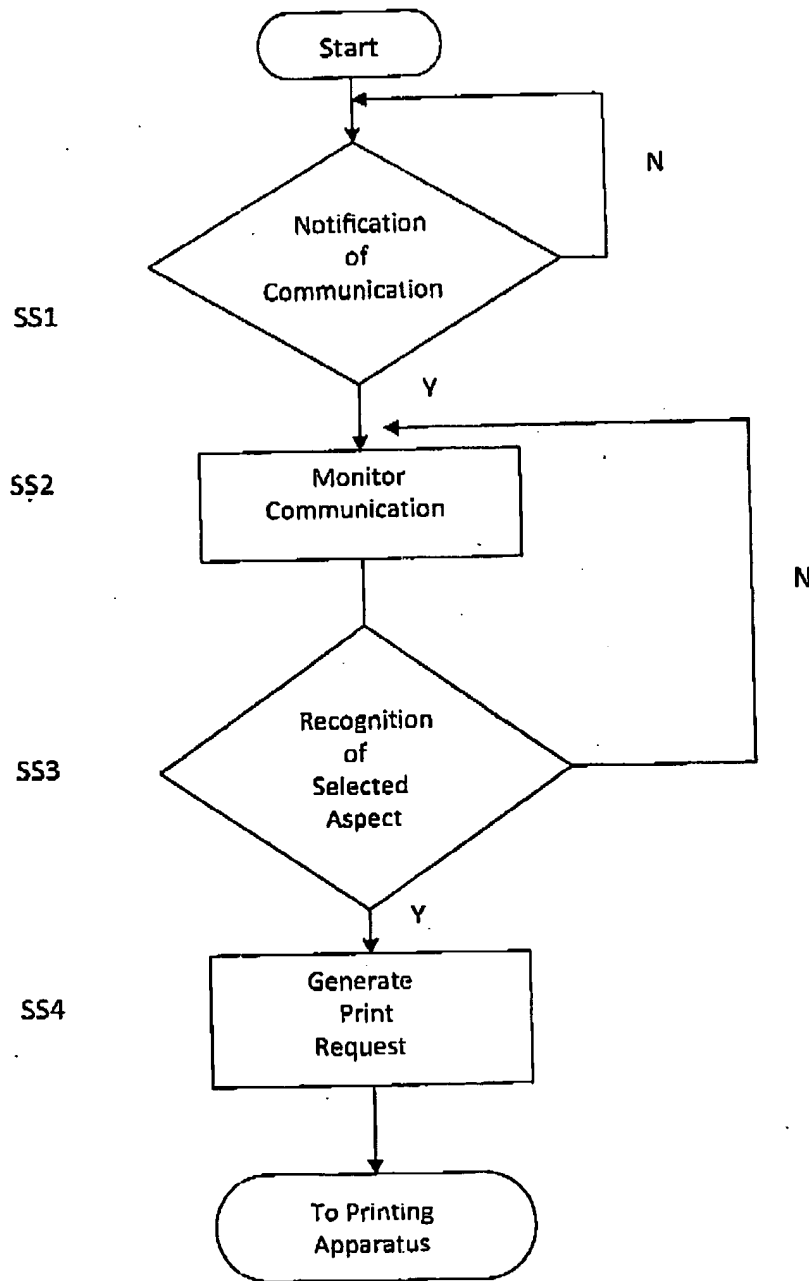 Start
N
Notification
of
Communication
SS1
Y
SS2
Monitor
Communication
N
Recognition
of
Selected
Aspect
SS3
Y
Generate
Print
Request
SS4
To Printing
Apparatus